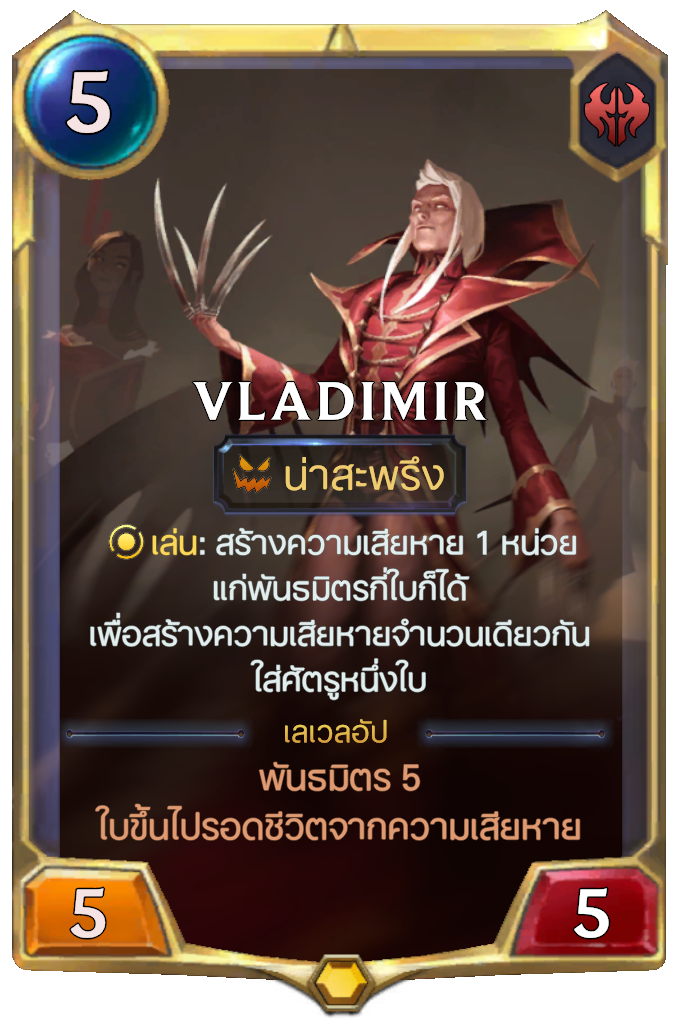 5
VLADIMIR
น่าสะพรึง
เล่น: สร้างความเสียหาย 1 หน่วย
แก่พันธมิตรกี่ใบก็ได้
เพื่อสร้างความเสียหายจำนวนเดียวกัน
ใส่ศัตรูหนึ่งใบ
เลเวลอัป
พันธมิตร 5
ใบขึ้นไปรอดชีวิตจากความเสียหาย
5
5